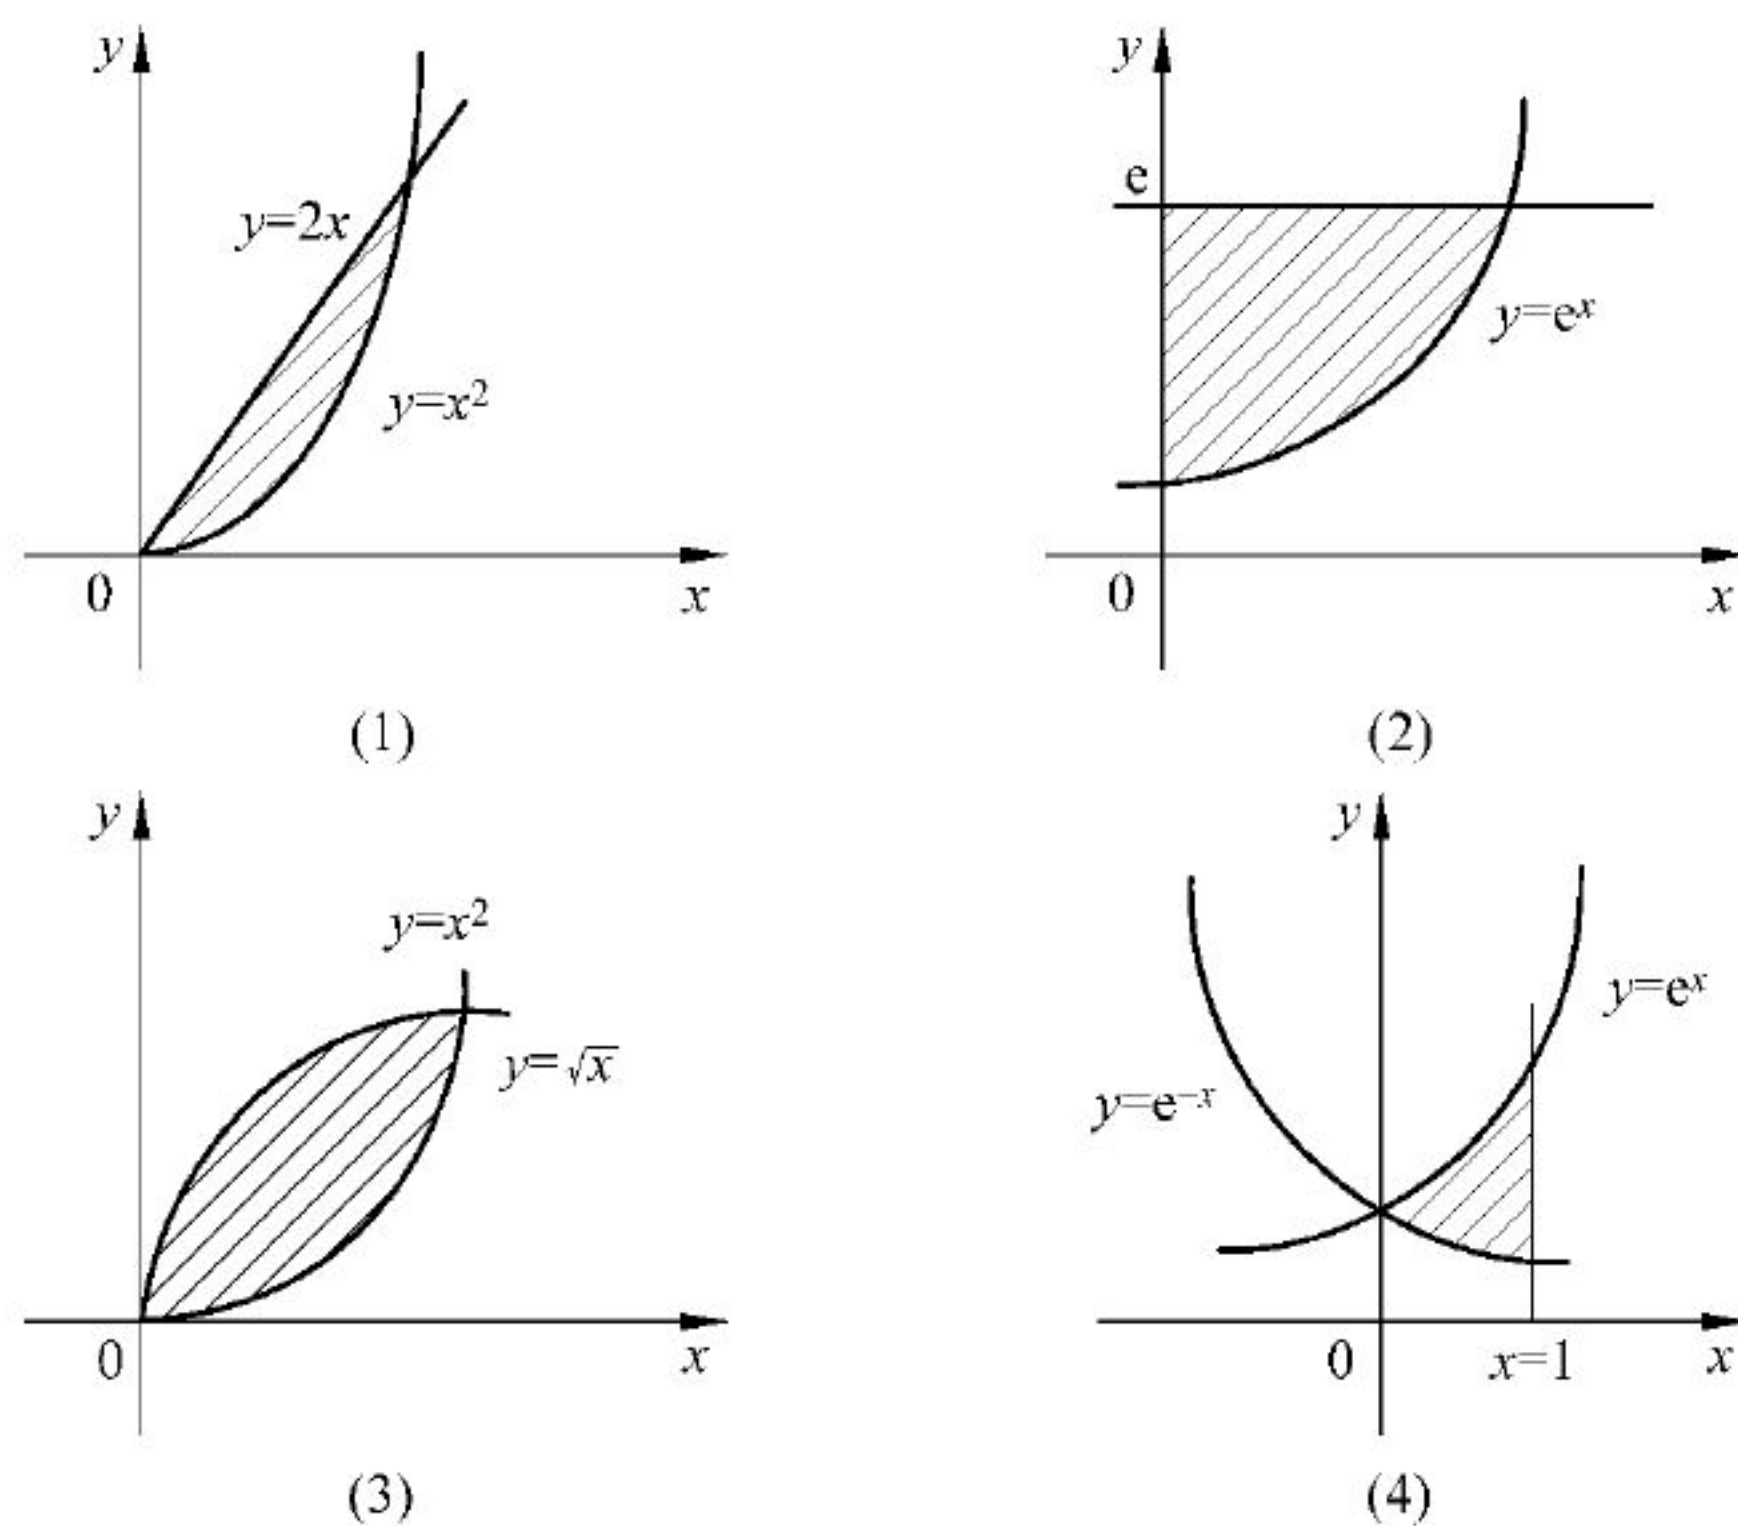 y
y=2x
y=x²
0
x
(1)
y
e
y=eˣ
0
x
(2)
y
y=x²
y=√x
0
x
(3)
y
y=eˣ
y=e⁻ˣ
0
x=1
x
(4)